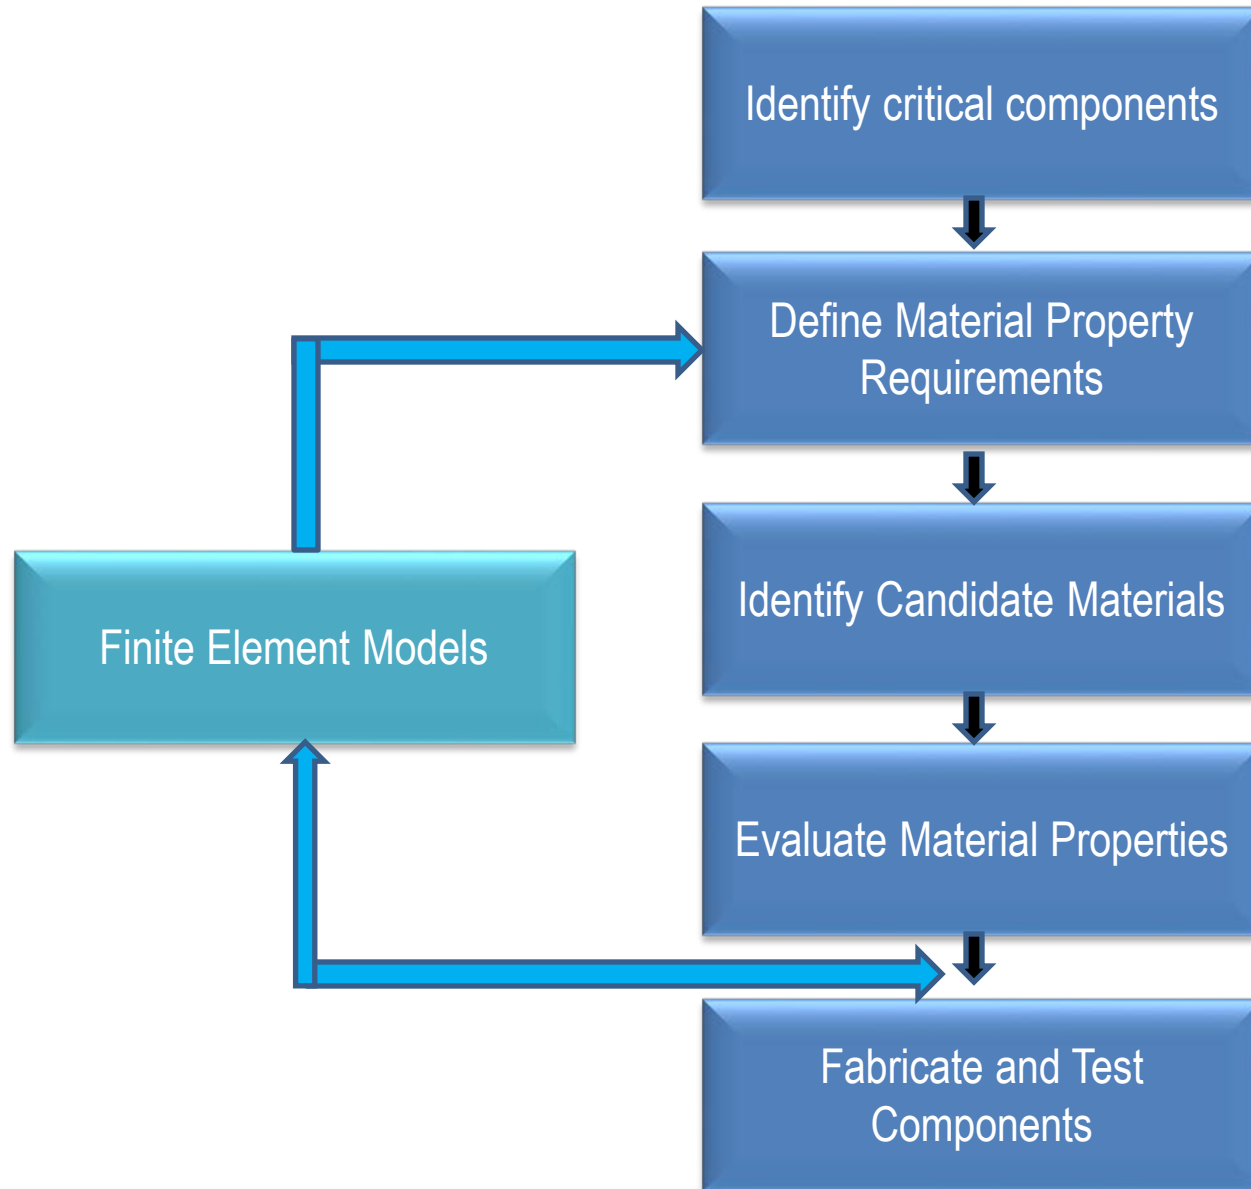 Identify critical components
Define Material Property
Requirements
Identify Candidate Materials
Finite Element Models
Evaluate Material Properties
Fabricate and Test
Components